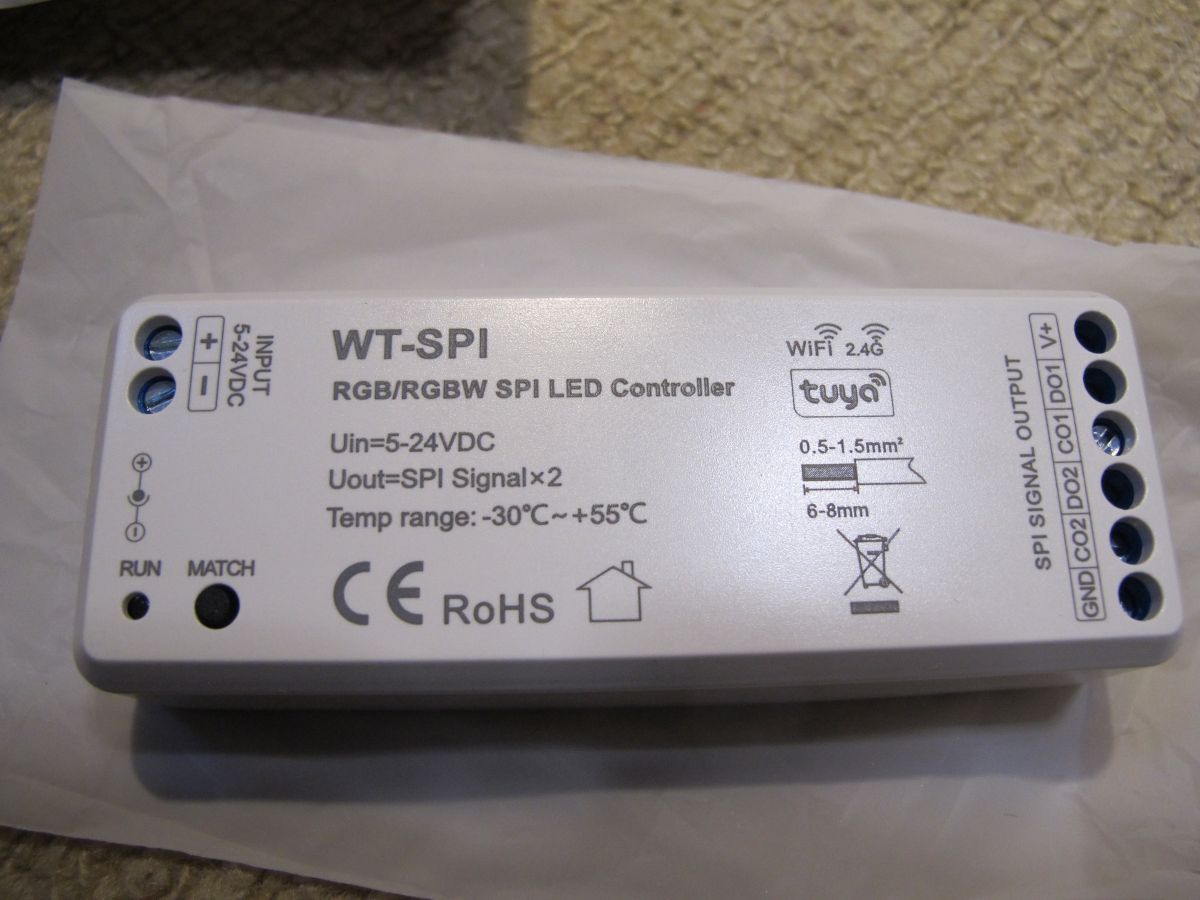 +
−
INPUT
5-24VDC
RUN
MATCH
WT-SPI
RGB/RGBW SPI LED Controller
Uin=5-24VDC
Uout=SPI Signal×2
Temp range: -30℃~+55℃
CE RoHS
WiFi 2.4G
tuya
0.5-1.5mm²
6-8mm
SPI SIGNAL OUTPUT
V+
DO1
CO1
DO2
CO2
GND